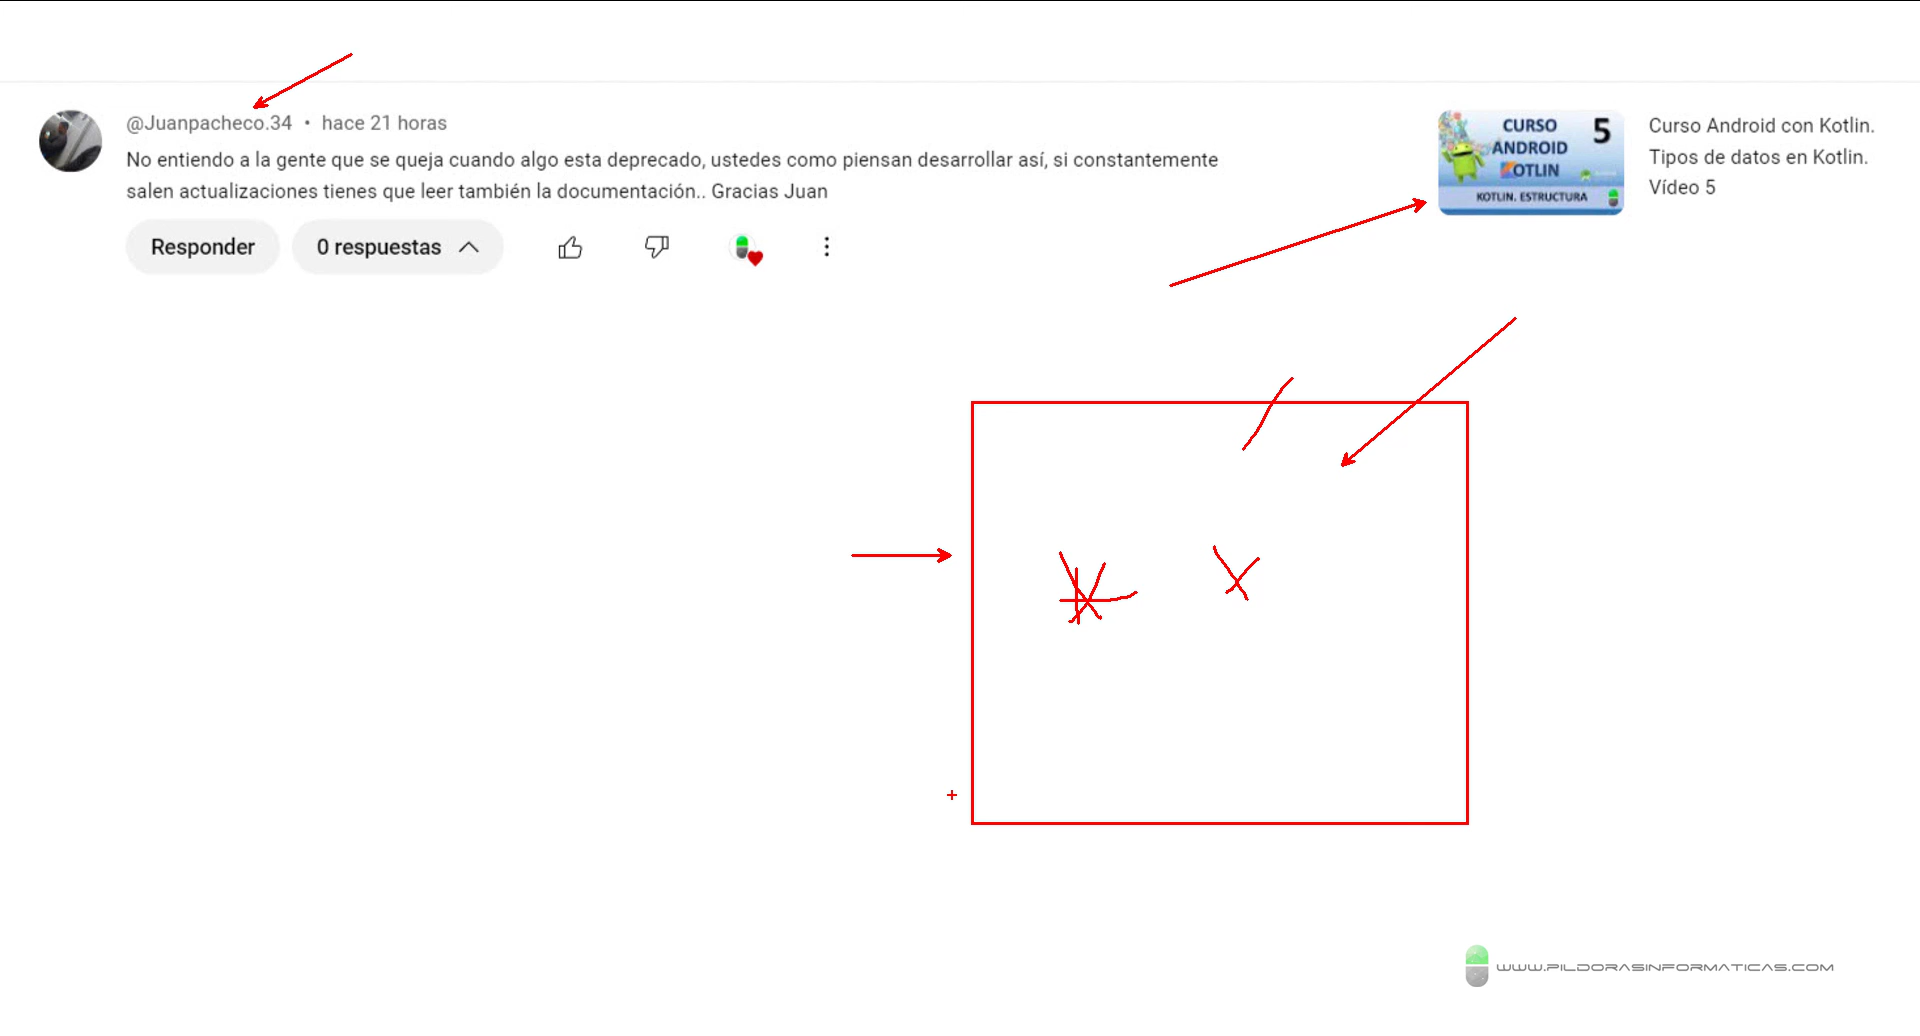 @Juanpacheco.34 • hace 21 horas
No entiendo a la gente que se queja cuando algo esta deprecado, ustedes como piensan desarrollar así, si constantemente
salen actualizaciones tienes que leer también la documentación.. Gracias Juan
Responder
0 respuestas
CURSO
ANDROID
KOTLIN
5
KOTLIN. ESTRUCTURA
Curso Android con Kotlin.
Tipos de datos en Kotlin.
Vídeo 5
WWW.PILDORASINFORMATICAS.COM